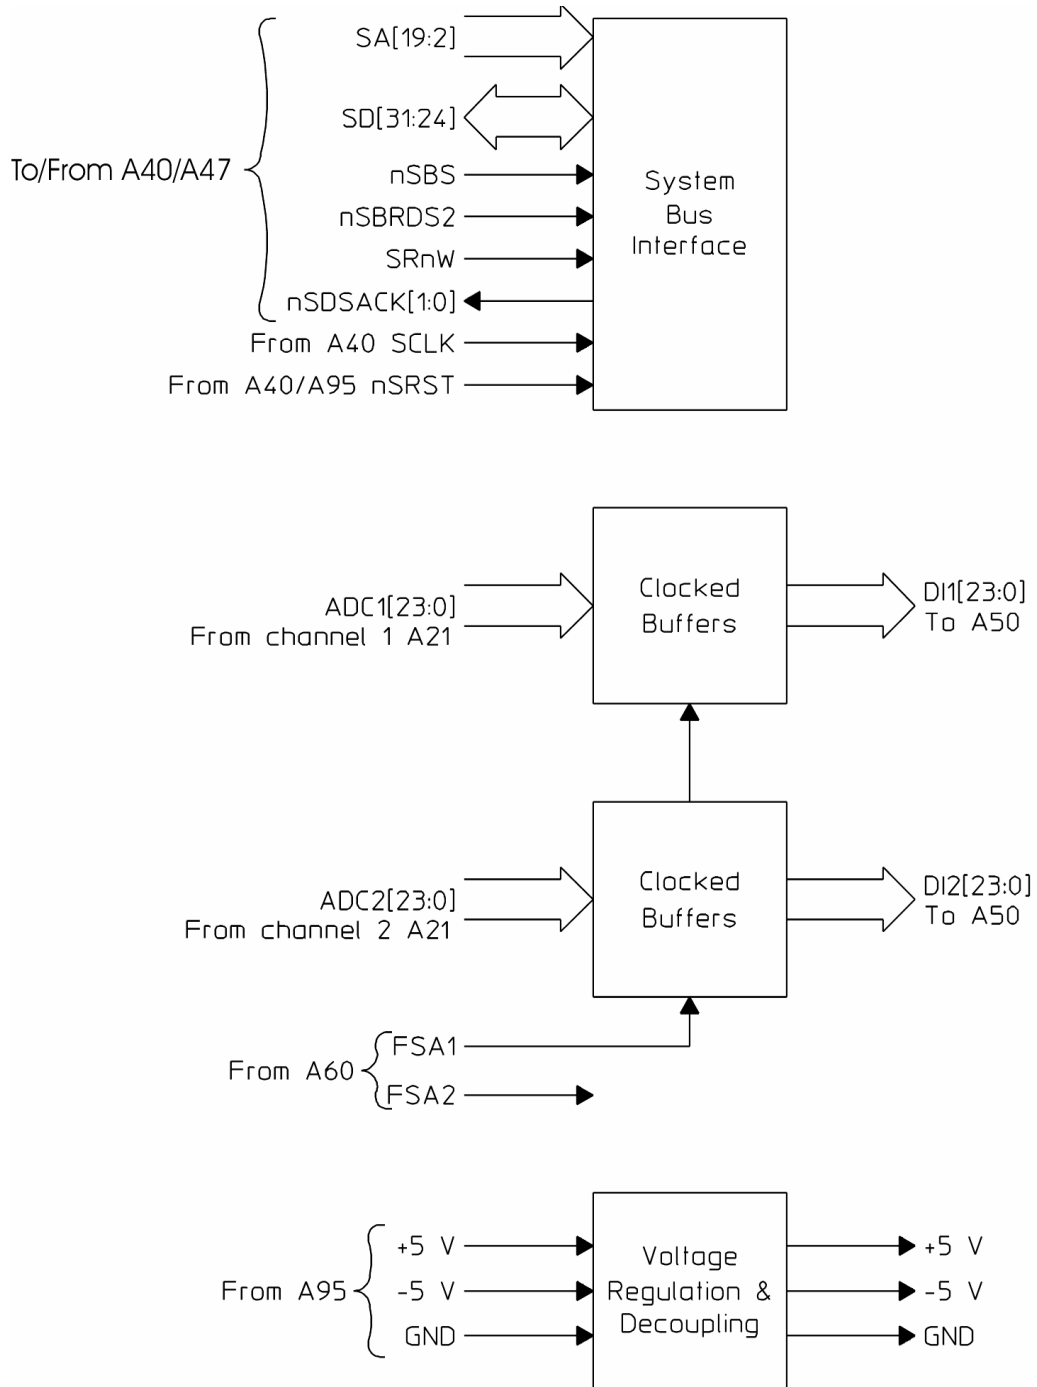 SA[19:2]
SD[31:24]
To/From A40/A47
nSBS
nSBRDS2
SRnW
nSDSACK[1:0]
From A40 SCLK
From A40/A95 nSRST
System
Bus
Interface
ADC1[23:0]
From channel 1 A21
Clocked
Buffers
DI1[23:0]
To A50
ADC2[23:0]
From channel 2 A21
Clocked
Buffers
DI2[23:0]
To A50
From A60
FSA1
FSA2
From A95
+5 V
-5 V
GND
Voltage
Regulation &
Decoupling
+5 V
-5 V
GND